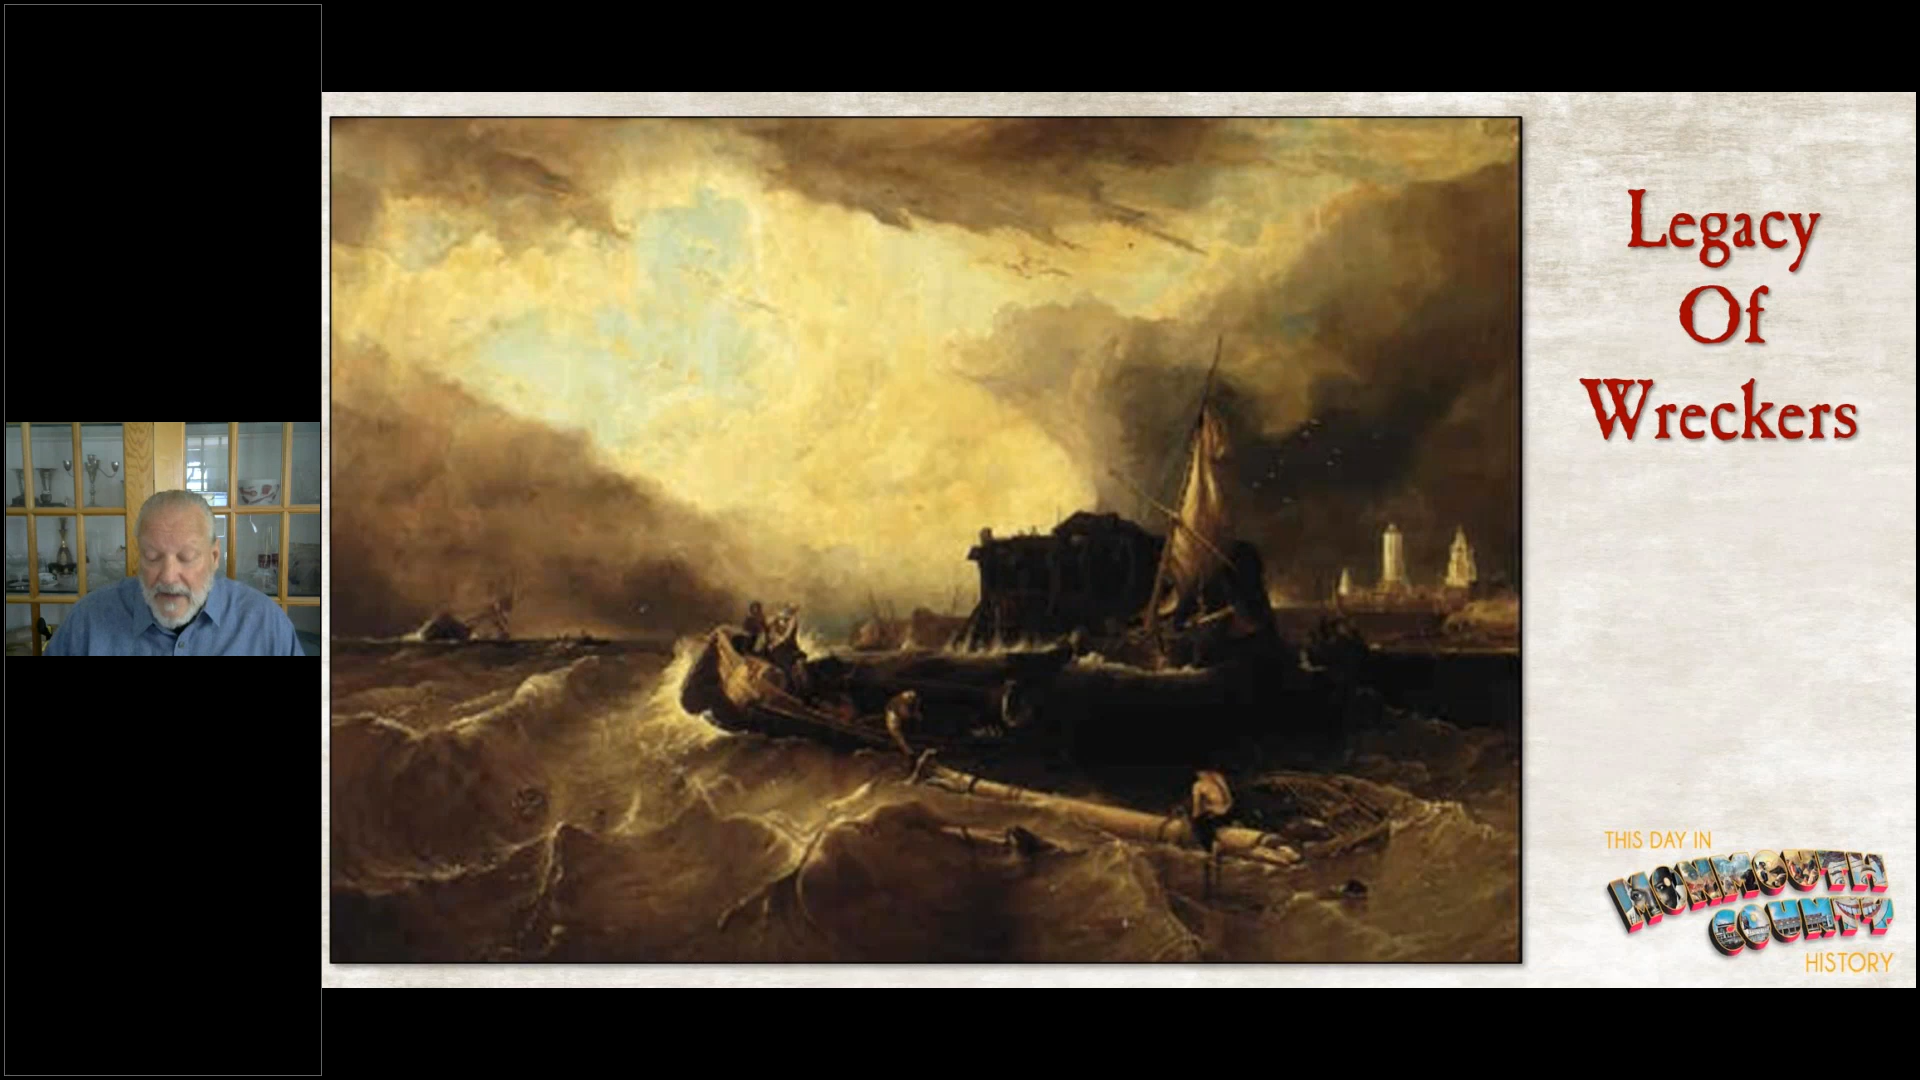 Legacy
Of
Wreckers
THIS DAY IN
MONMOUTH
COUNTY
HISTORY